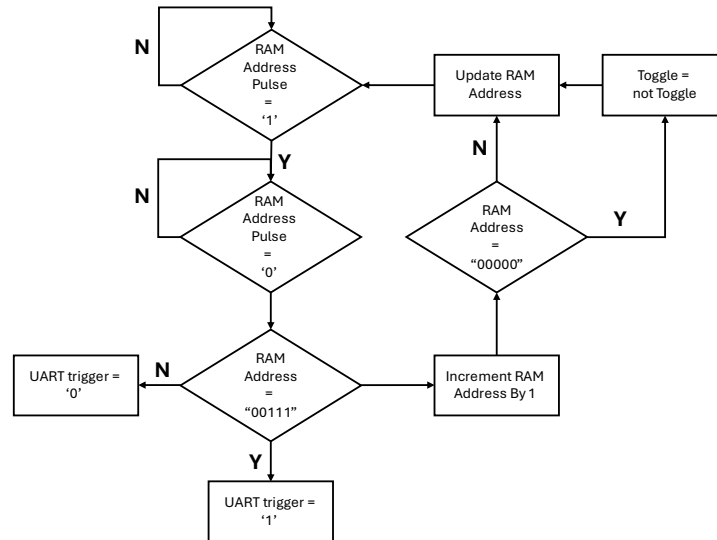 N
RAM
Address
Pulse
=
‘1’
Update RAM
Address
Toggle =
not Toggle
Y
N
N
RAM
Address
Pulse
=
‘0’
RAM
Address
=
“00000”
Y
UART trigger =
‘0’
N
RAM
Address
=
“00111”
Increment RAM
Address By 1
Y
UART trigger =
‘1’